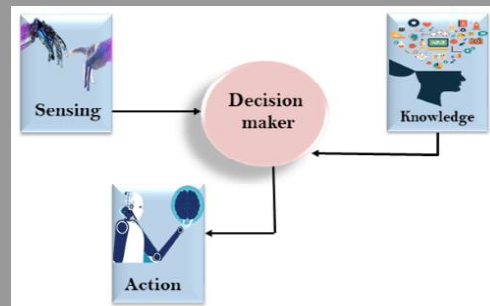 Sensing
Decision
maker
Knowledge
Action